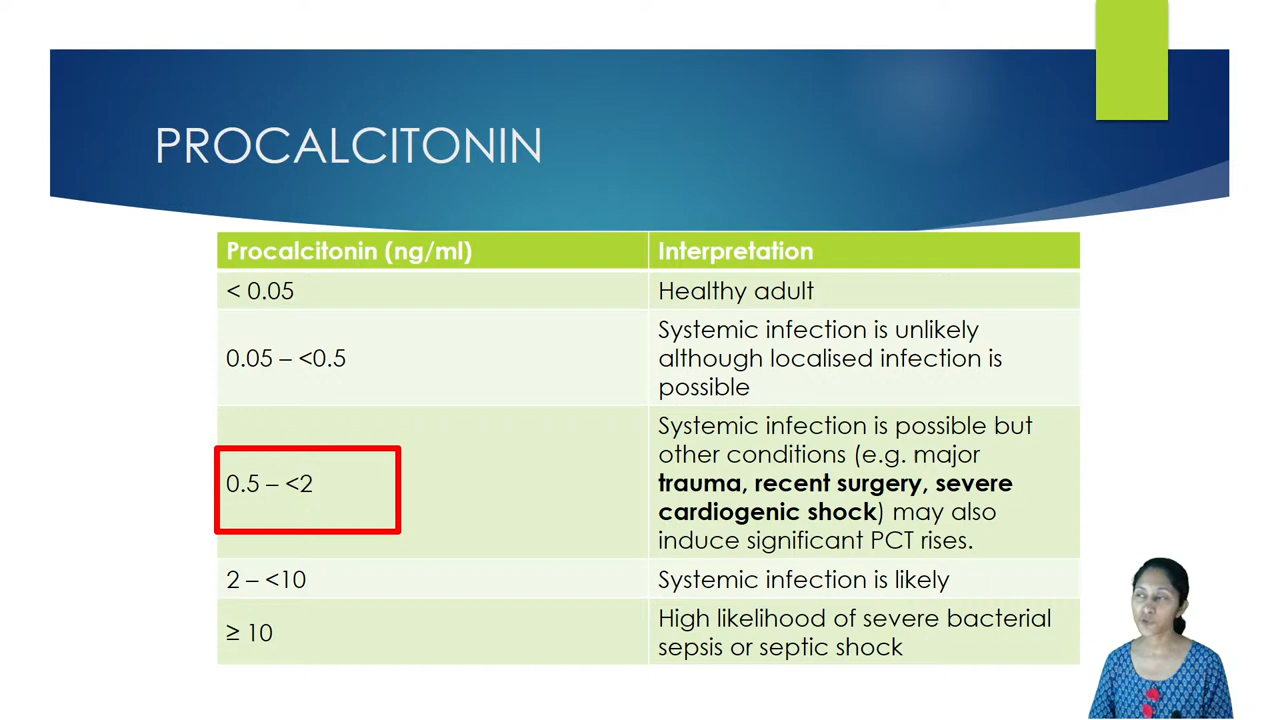 PROCALCITONIN
Procalcitonin (ng/ml)
Interpretation
< 0.05
Healthy adult
0.05 – <0.5
Systemic infection is unlikely
although localised infection is
possible
0.5 – <2
Systemic infection is possible but
other conditions (e.g. major
trauma, recent surgery, severe
cardiogenic shock) may also
induce significant PCT rises.
2 – <10
Systemic infection is likely
≥ 10
High likelihood of severe bacterial
sepsis or septic shock